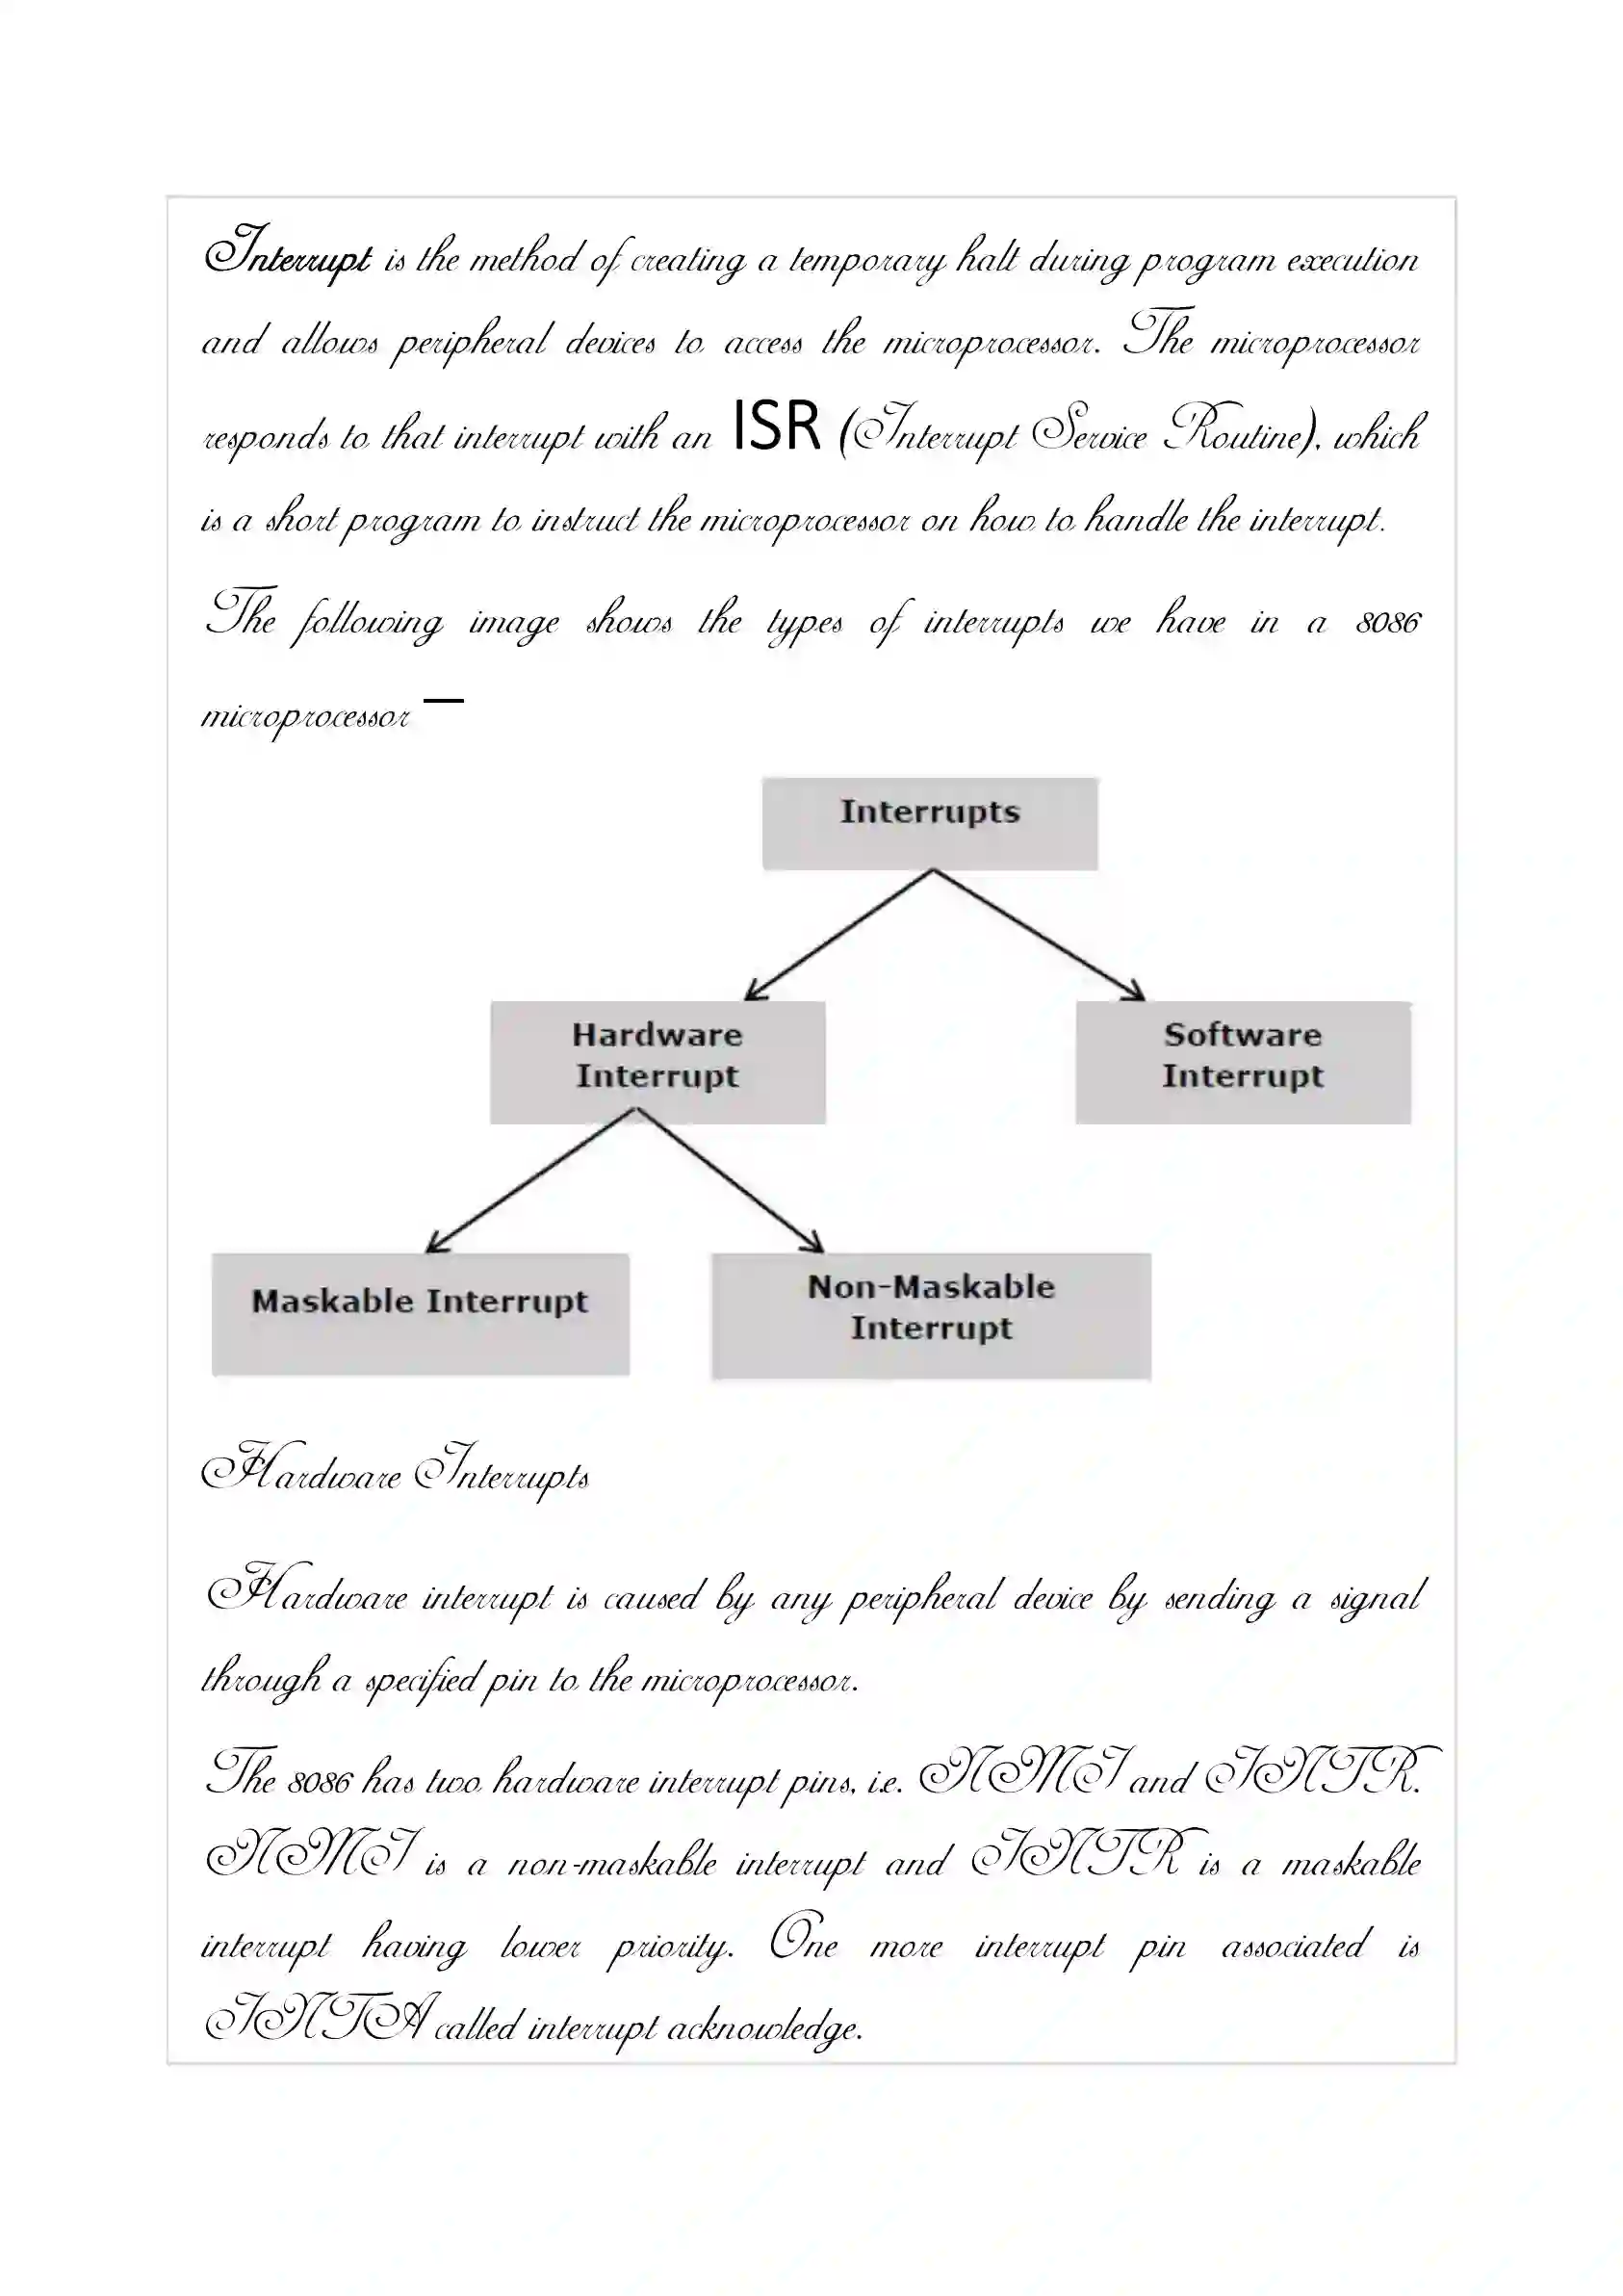 Interrupt is the method of creating a temporary halt during program execution
and allows peripheral devices to access the microprocessor. The microprocessor
responds to that interrupt with an ISR (Interrupt Service Routine), which
is a short program to instruct the microprocessor on how to handle the interrupt.
The following image shows the types of interrupts we have in a 8086
microprocessor —
Interrupts
Hardware
Interrupt
Software
Interrupt
Maskable Interrupt
Non-Maskable
Interrupt
Hardware Interrupts
Hardware interrupt is caused by any peripheral device by sending a signal
through a specified pin to the microprocessor.
The 8086 has two hardware interrupt pins, i.e. NMI and INTR.
NMI is a non-maskable interrupt and INTR is a maskable
interrupt having lower priority. One more interrupt pin associated is
INTA called interrupt acknowledge.